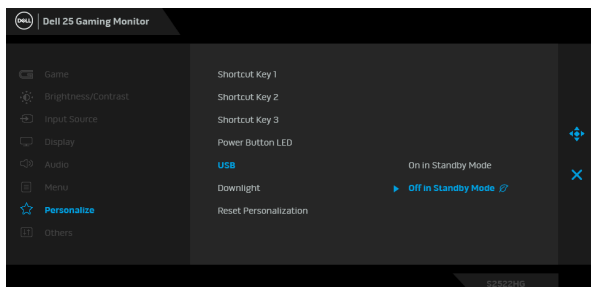 DELL
Dell 25 Gaming Monitor
Game
Brightness/Contrast
Input Source
Display
Audio
Menu
Personalize
Others
Shortcut Key 1
Shortcut Key 2
Shortcut Key 3
Power Button LED
USB
Downlight
Reset Personalization
On in Standby Mode
Off in Standby Mode
S2522HG